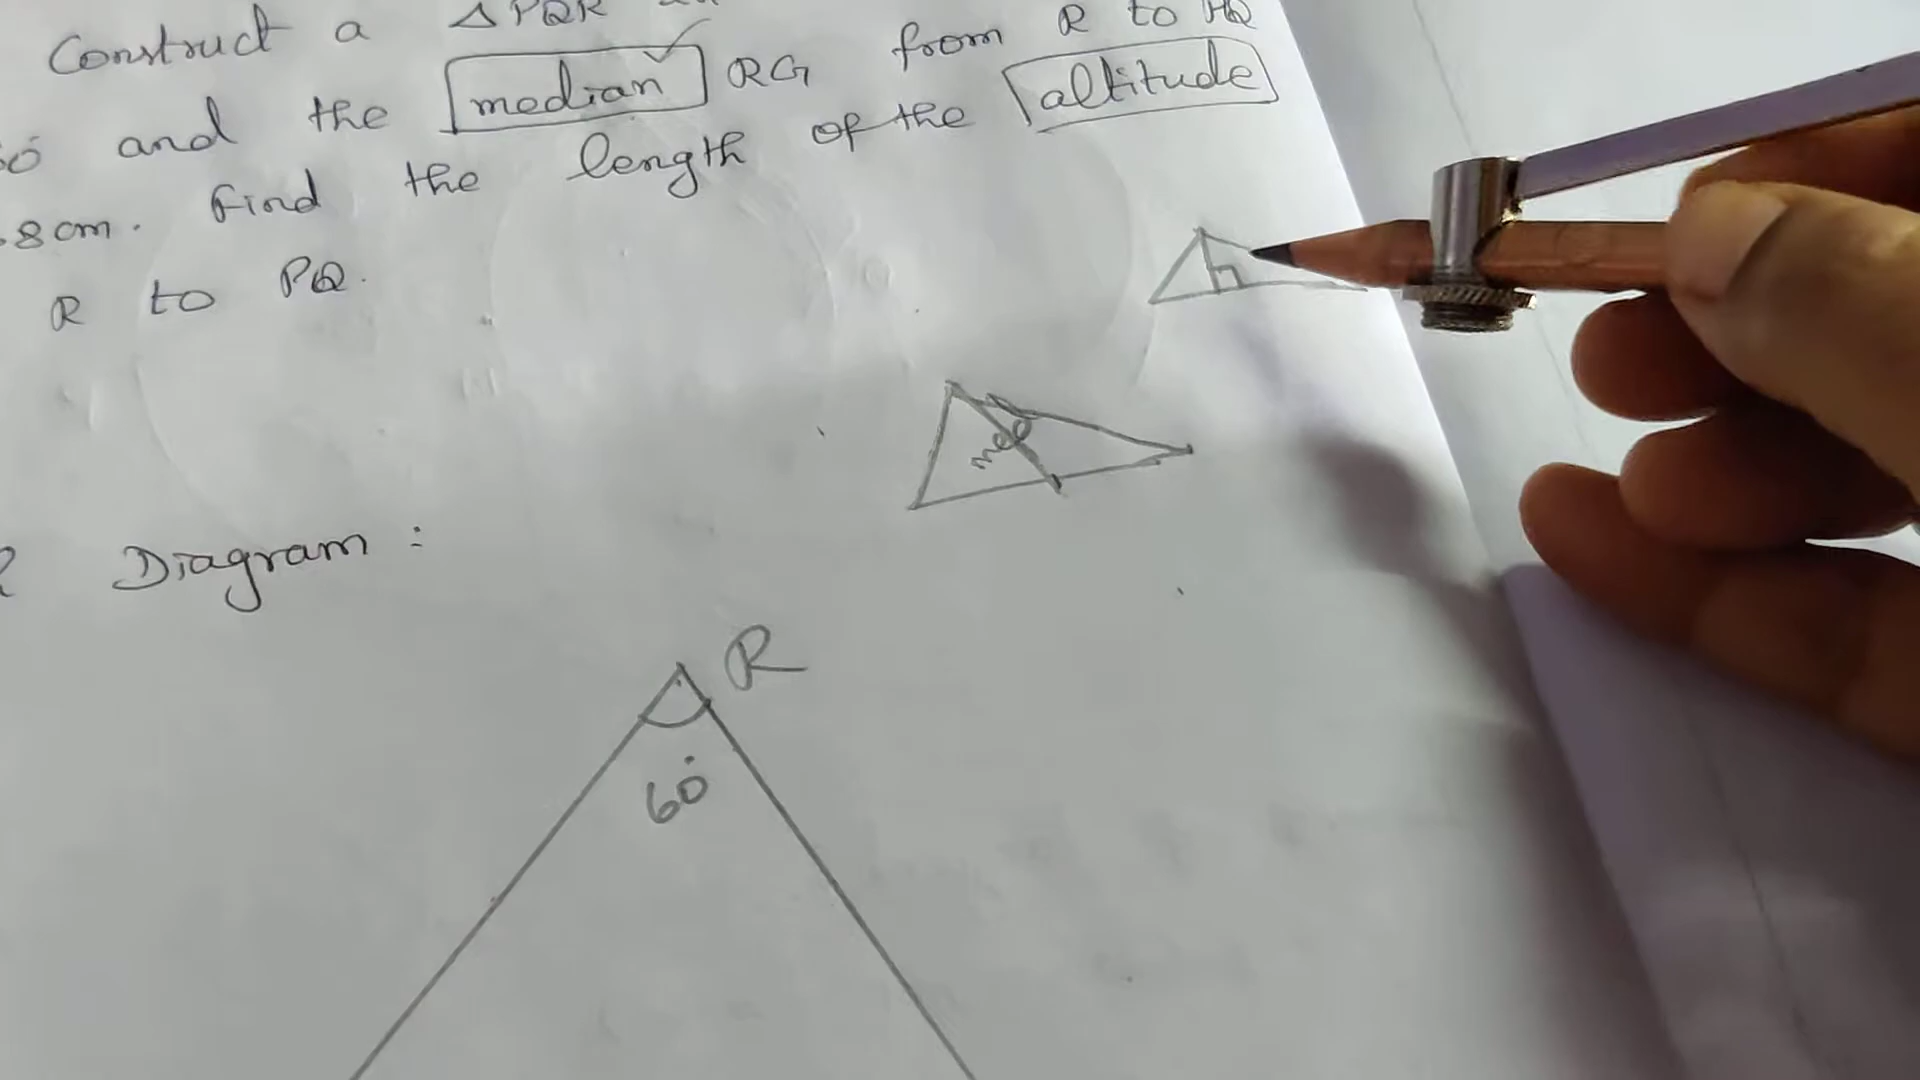 Construct a △PQR
and the median RG from R to PQ
8cm. Find the length of the altitude
R to PQ.
med
Diagram :
R
60°